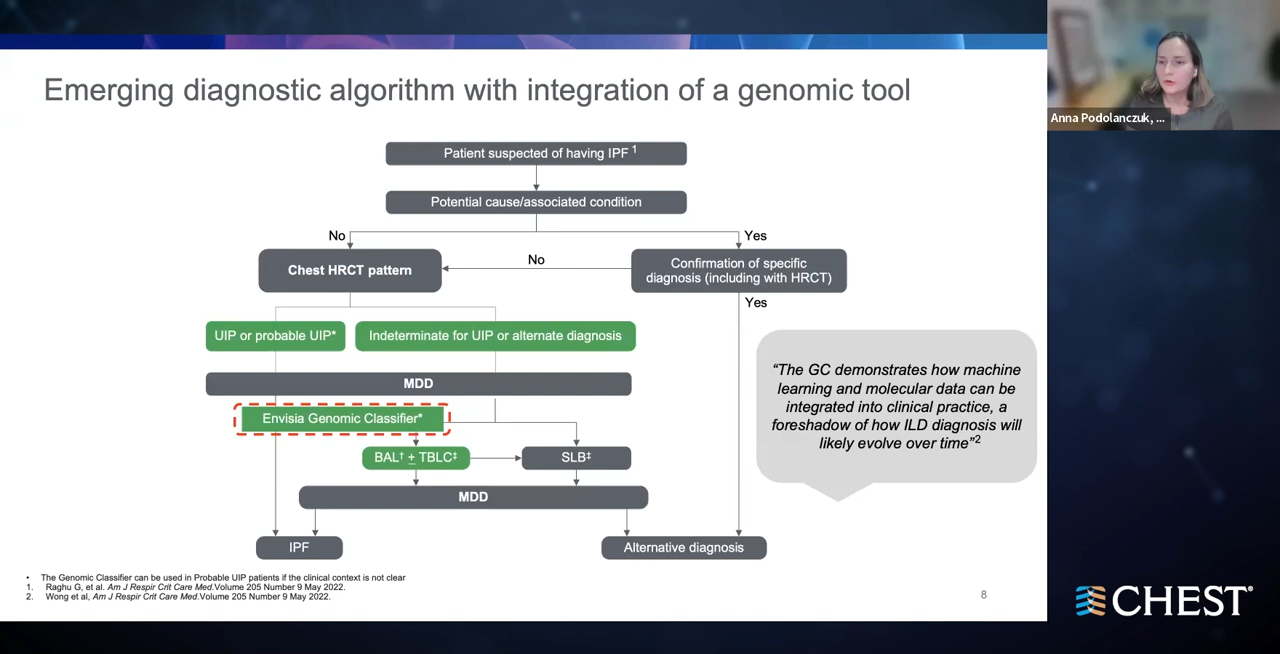 Emerging diagnostic algorithm with integration of a genomic tool
Anna Podolanczuk, ...
Patient suspected of having IPF 1
Potential cause/associated condition
No
Yes
Chest HRCT pattern
No
Confirmation of specific
diagnosis (including with HRCT)
Yes
UIP or probable UIP*
Indeterminate for UIP or alternate diagnosis
MDD
Envisia Genomic Classifier*
BAL† ± TBLC‡
SLB‡
MDD
IPF
Alternative diagnosis
“The GC demonstrates how machine
learning and molecular data can be
integrated into clinical practice, a
foreshadow of how ILD diagnosis will
likely evolve over time”2
• The Genomic Classifier can be used in Probable UIP patients if the clinical context is not clear
1. Raghu G, et al. Am J Respir Crit Care Med.Volume 205 Number 9 May 2022.
2. Wong et al, Am J Respir Crit Care Med.Volume 205 Number 9 May 2022.
8
CHEST®